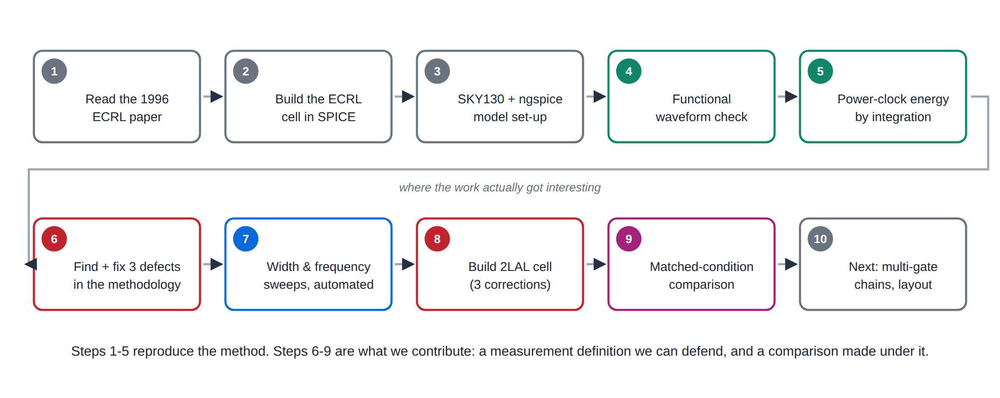 1
Read the 1996
ECRL paper
2
Build the ECRL
cell in SPICE
3
SKY130 + ngspice
model set-up
4
Functional
waveform check
5
Power-clock energy
by integration
where the work actually got interesting
6
Find + fix 3 defects
in the methodology
7
Width & frequency
sweeps, automated
8
Build 2LAL cell
(3 corrections)
9
Matched-condition
comparison
10
Next: multi-gate
chains, layout
Steps 1-5 reproduce the method. Steps 6-9 are what we contribute: a measurement definition we can defend, and a comparison made under it.